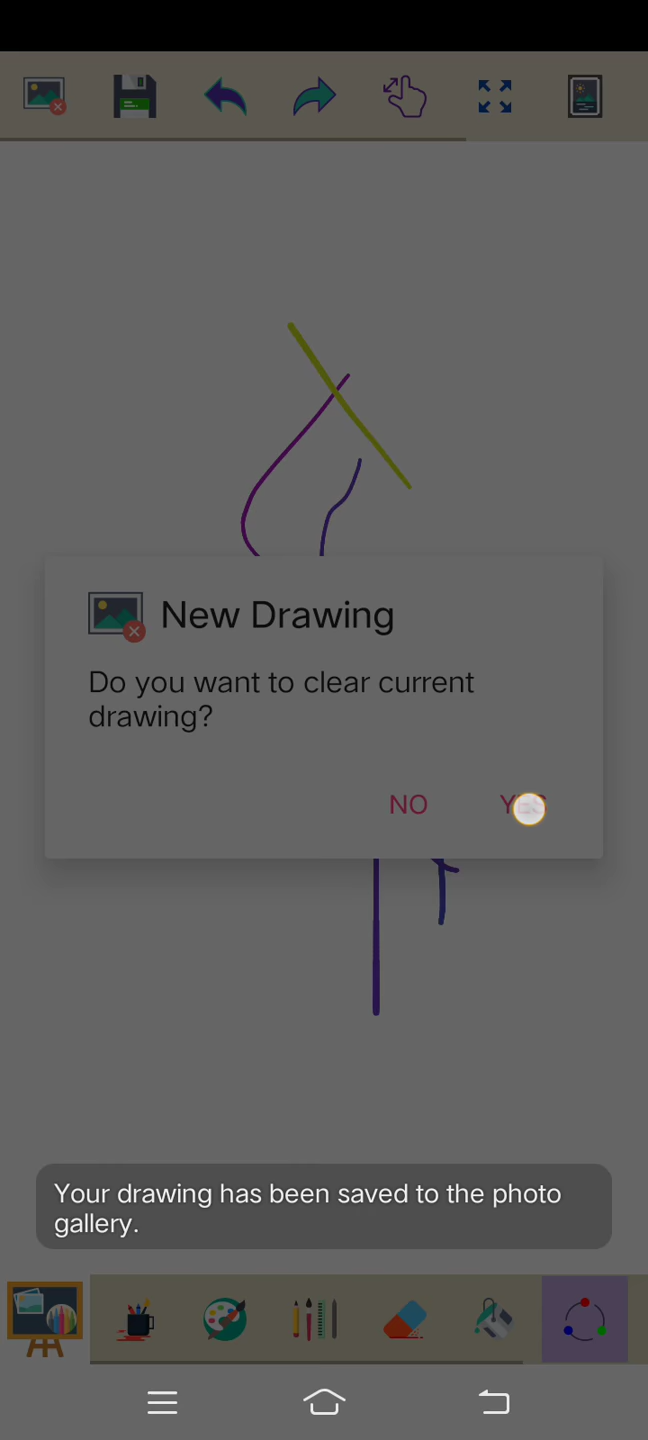 New Drawing
Do you want to clear current
drawing?
NO YES
Your drawing has been saved to the photo
gallery.